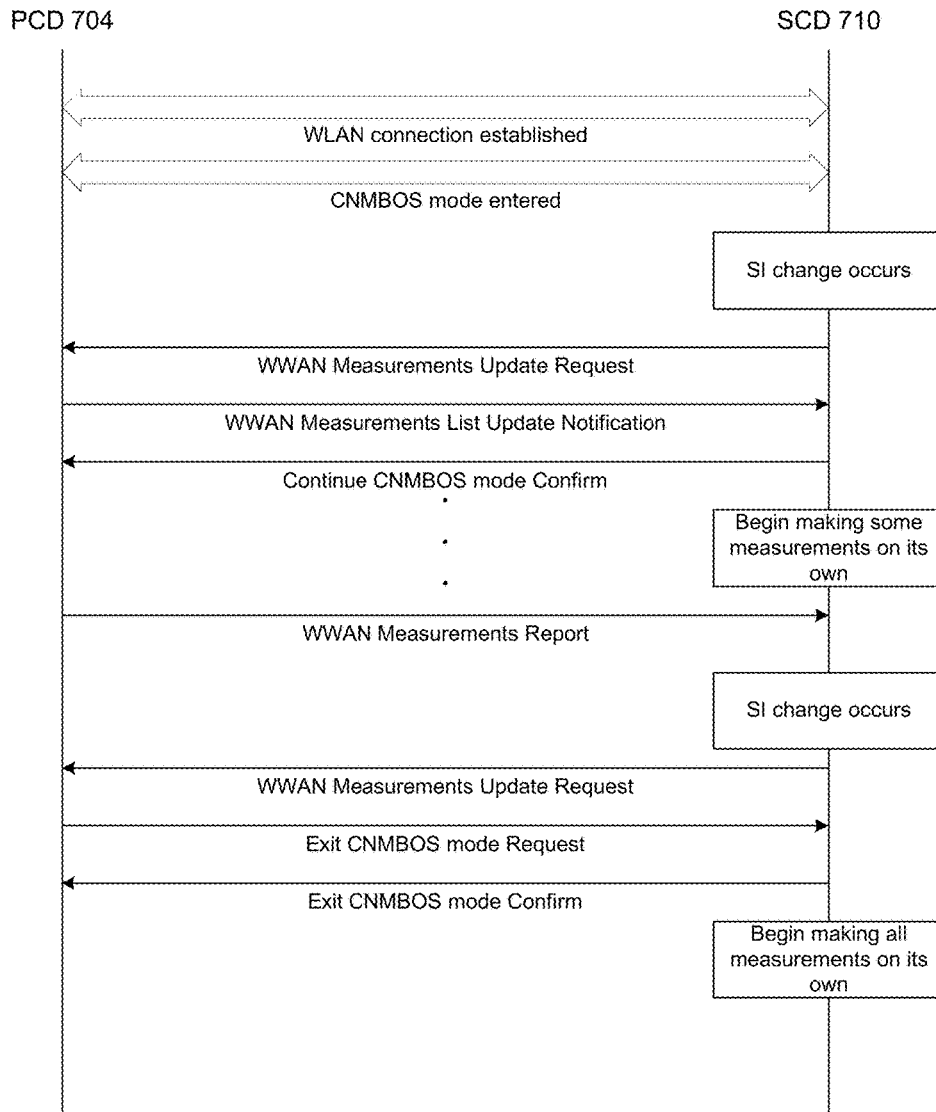 PCD 704
SCD 710
WLAN connection established
CNMBOS mode entered
SI change occurs
WWAN Measurements Update Request
WWAN Measurements List Update Notification
Continue CNMBOS mode Confirm
Begin making some
measurements on its
own
WWAN Measurements Report
SI change occurs
WWAN Measurements Update Request
Exit CNMBOS mode Request
Exit CNMBOS mode Confirm
Begin making all
measurements on its
own